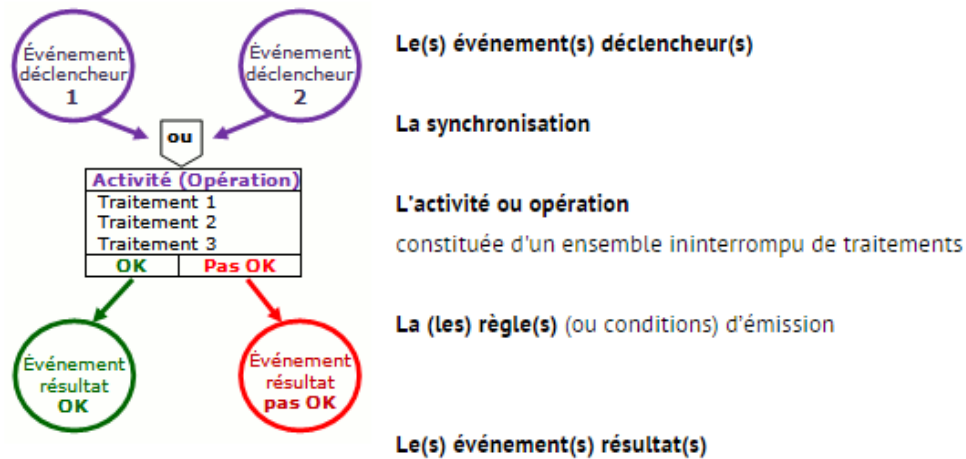 Événement
déclencheur
1
Événement
déclencheur
2
Le(s) événement(s) déclencheur(s)
ou
La synchronisation
Activité (Opération)
Traitement 1
Traitement 2
Traitement 3
OK
Pas OK
L'activité ou opération
constituée d'un ensemble ininterrompu de traitements
La (les) règle(s) (ou conditions) d'émission
Événement
résultat
OK
Événement
résultat
pas OK
Le(s) événement(s) résultat(s)